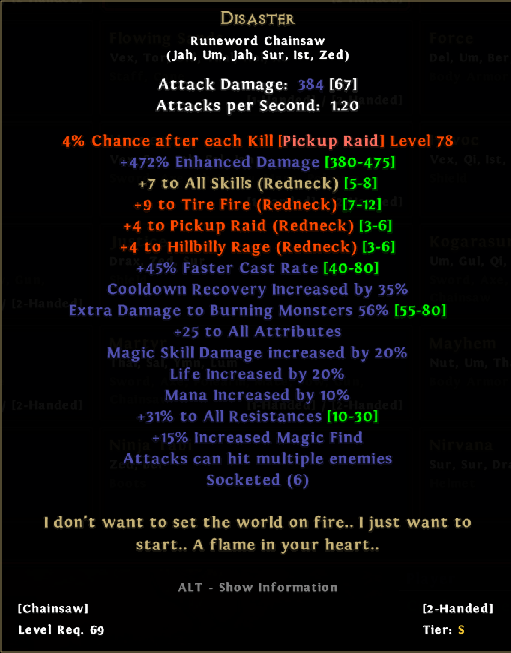 Disaster
Runeword Chainsaw
(Jah, Um, Jah, Sur, Ist, Zed)
Attack Damage: 384 [67]
Attacks per Second: 1.20
4% Chance after each Kill [Pickup Raid] Level 78
+472% Enhanced Damage [380-475]
+7 to All Skills (Redneck) [5-8]
+9 to Tire Fire (Redneck) [7-12]
+4 to Pickup Raid (Redneck) [3-6]
+4 to Hillbilly Rage (Redneck) [3-6]
+45% Faster Cast Rate [40-80]
Cooldown Recovery Increased by 35%
Extra Damage to Burning Monsters 56% [55-80]
+25 to All Attributes
Magic Skill Damage increased by 20%
Life Increased by 20%
Mana Increased by 10%
+31% to All Resistances [10-30]
+15% Increased Magic Find
Attacks can hit multiple enemies
Socketed (6)
I don't want to set the world on fire.. I just want to
start.. A flame in your heart..
ALT - Show Information
[Chainsaw] [2-Handed]
Level Req. 69 Tier: S